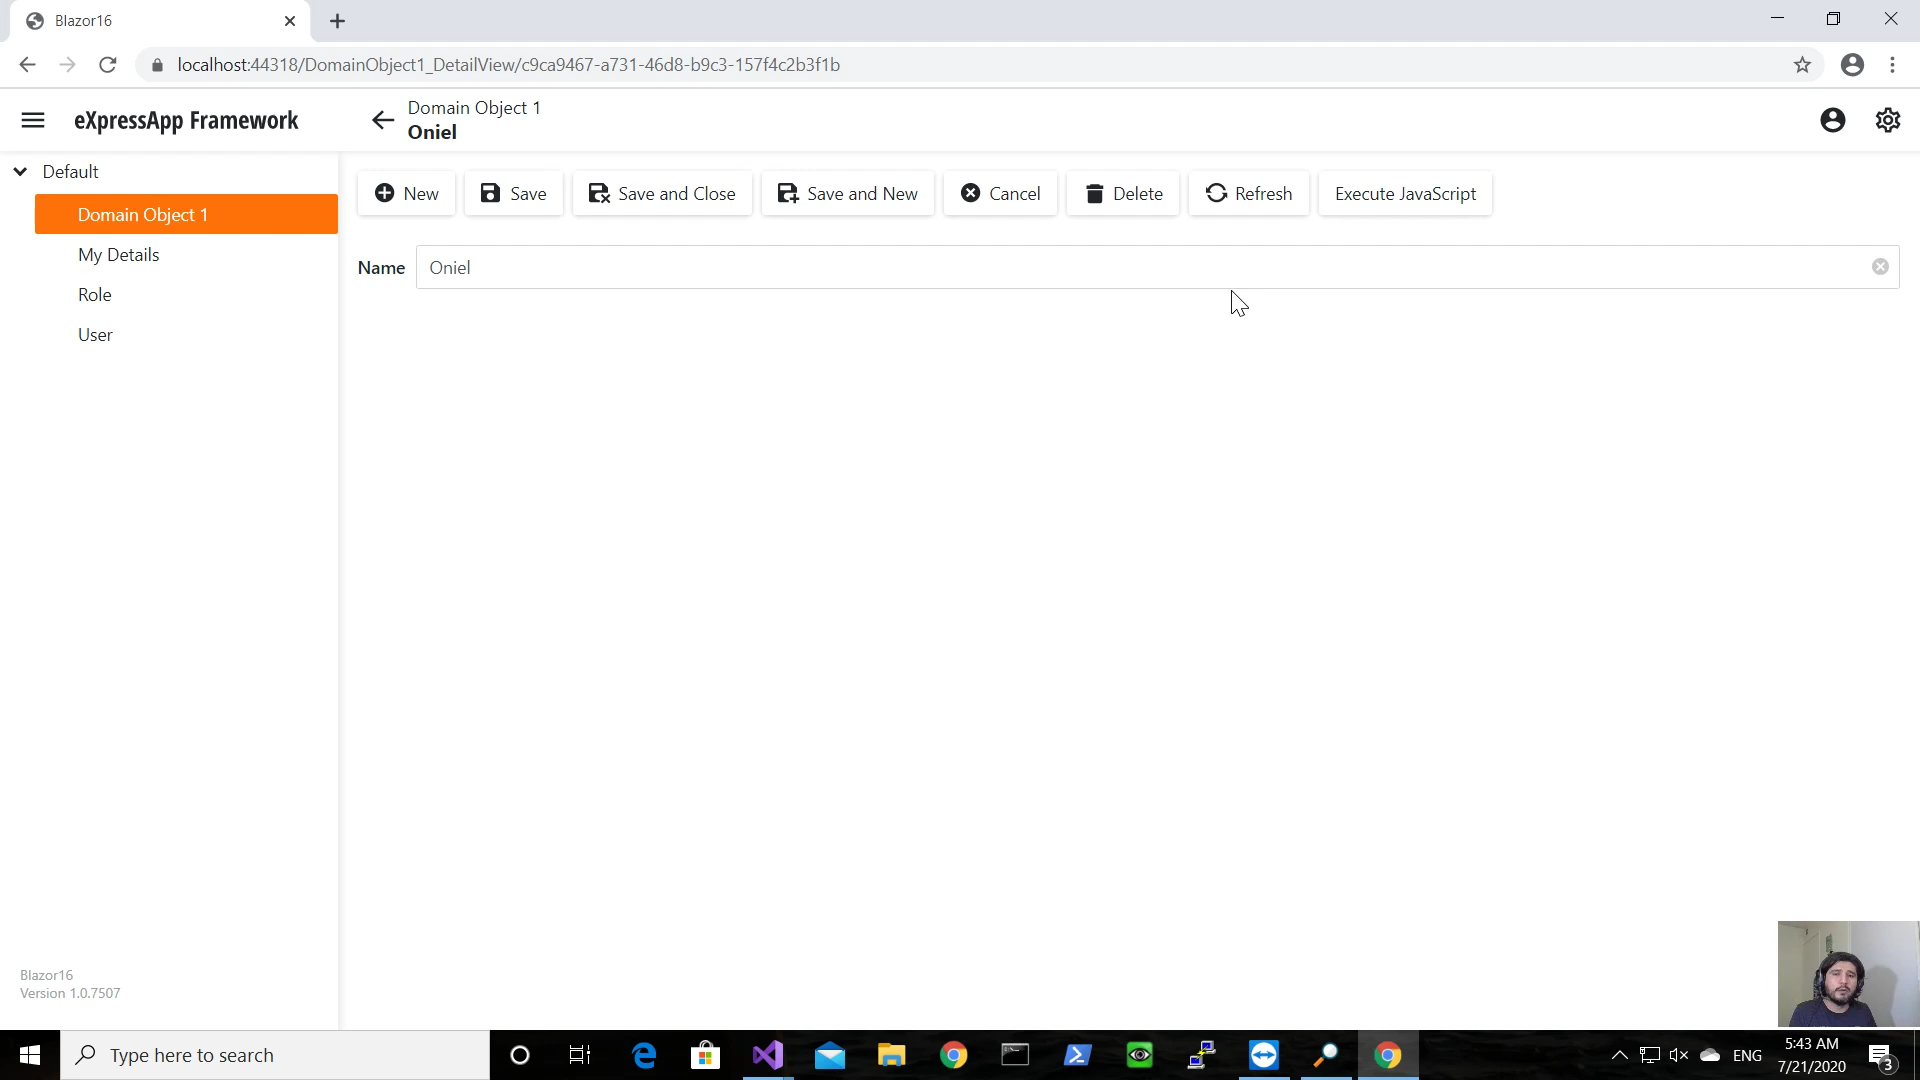 Blazor16
localhost:44318/DomainObject1_DetailView/c9ca9467-a731-46d8-b9c3-157f4c2b3f1b
eXpressApp Framework
Domain Object 1
Oniel
Default
Domain Object 1
My Details
Role
User
New
Save
Save and Close
Save and New
Cancel
Delete
Refresh
Execute JavaScript
Name
Oniel
Blazor16
Version 1.0.7507
Type here to search
ENG
5:43 AM
7/21/2020
3